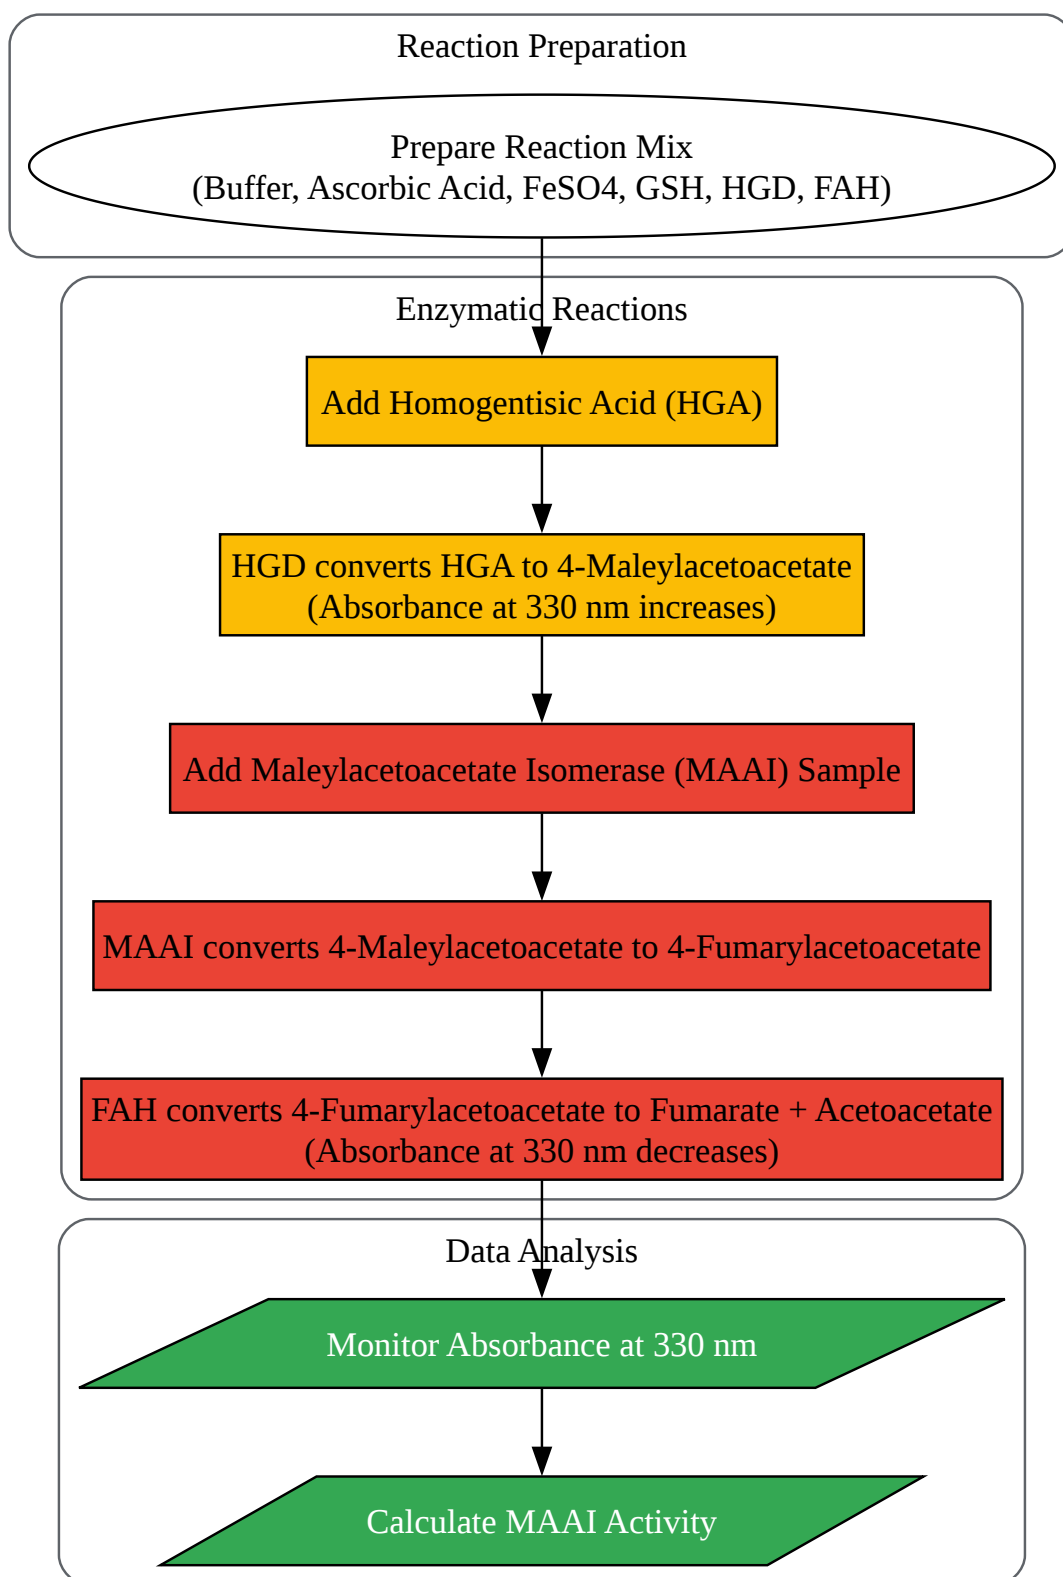 Reaction Preparation
Prepare Reaction Mix
(Buffer, Ascorbic Acid, FeSO4, GSH, HGD, FAH)
Enzymatic Reactions
Add Homogentisic Acid (HGA)
HGD converts HGA to 4-Maleylacetoacetate
(Absorbance at 330 nm increases)
Add Maleylacetoacetate Isomerase (MAAI) Sample
MAAI converts 4-Maleylacetoacetate to 4-Fumarylacetoacetate
FAH converts 4-Fumarylacetoacetate to Fumarate + Acetoacetate
(Absorbance at 330 nm decreases)
Data Analysis
Monitor Absorbance at 330 nm
Calculate MAAI Activity